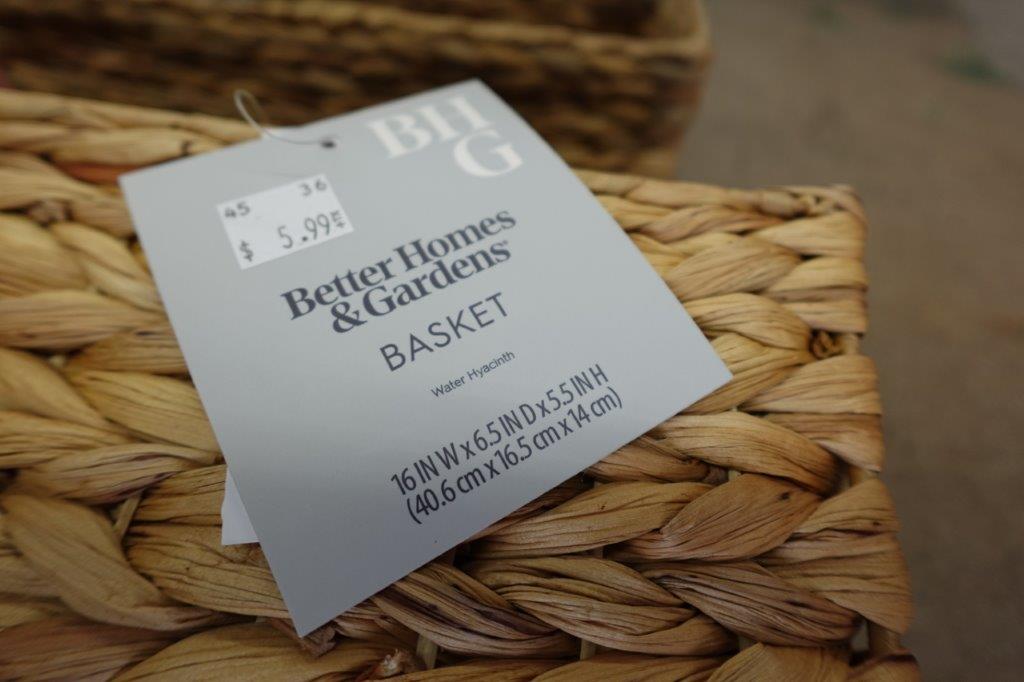 BH
G
45 36
$ 5.99
Better Homes
& Gardens®
BASKET
Water Hyacinth
16 IN W x 6.5 IN D x 5.5 IN H
(40.6 cm x 16.5 cm x 14 cm)